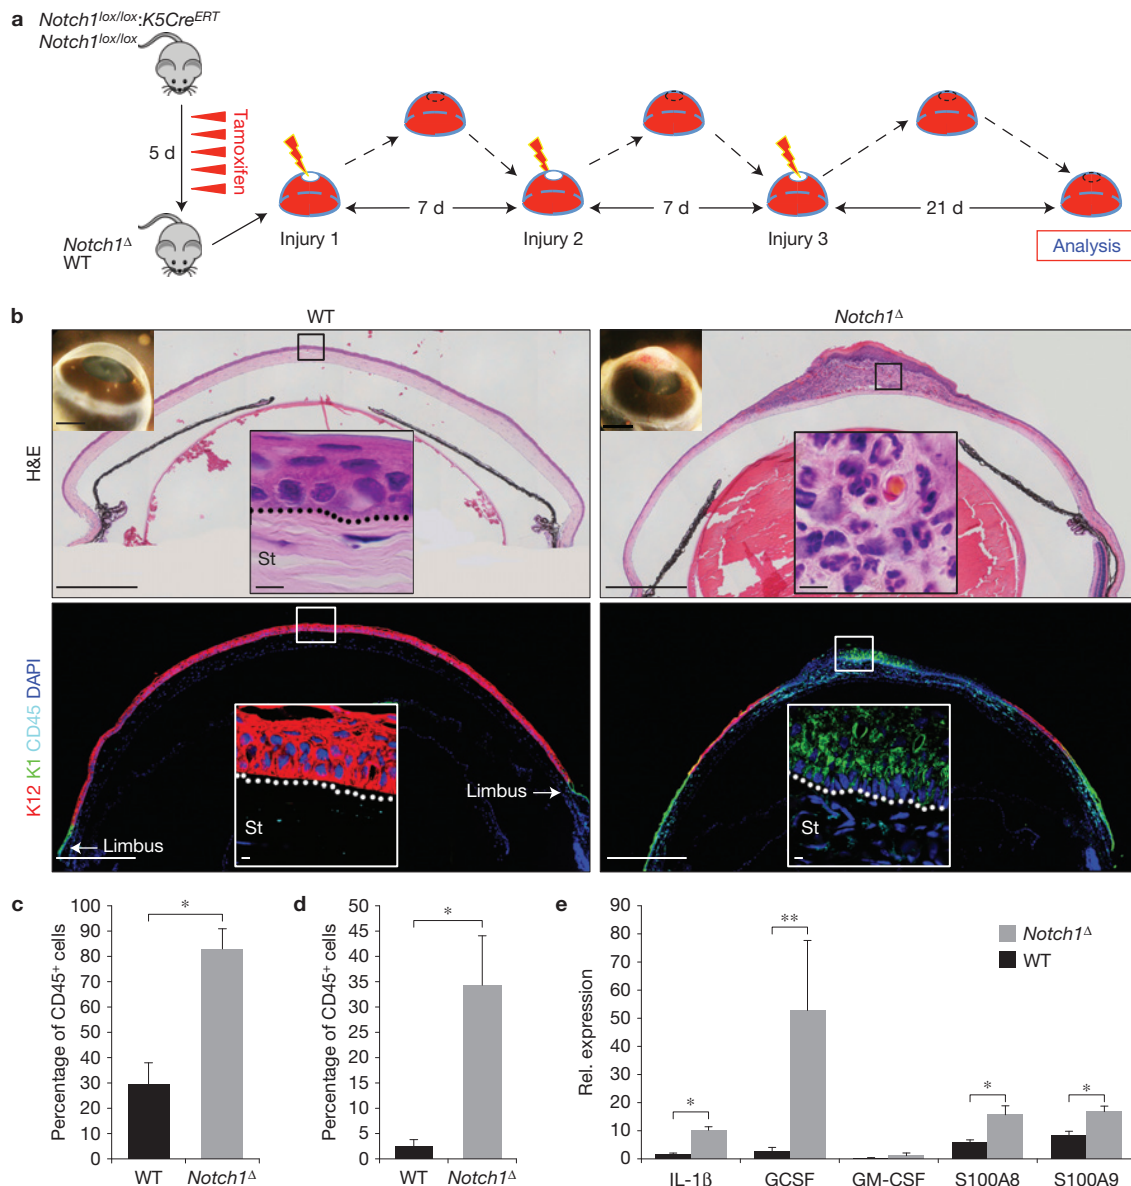 a
Notch1lox/lox:K5CreERT
Notch1lox/lox
5 d
Tamoxifen
Notch1Δ
WT
Injury 1
7 d
Injury 2
7 d
Injury 3
21 d
Analysis
b
WT
Notch1Δ
H&E
St
K12 K1 CD45 DAPI
Limbus
St
Limbus
St
c
Percentage of CD45+ cells
100
90
80
70
60
50
40
30
20
10
0
*
WT
Notch1Δ
d
Percentage of CD45+ cells
50
45
40
35
30
25
20
15
10
5
0
*
WT
Notch1Δ
e
Rel. expression
90
80
70
60
50
40
30
20
10
0
*
**
*
*
Notch1Δ
WT
IL-1β
GCSF
GM-CSF
S100A8
S100A9